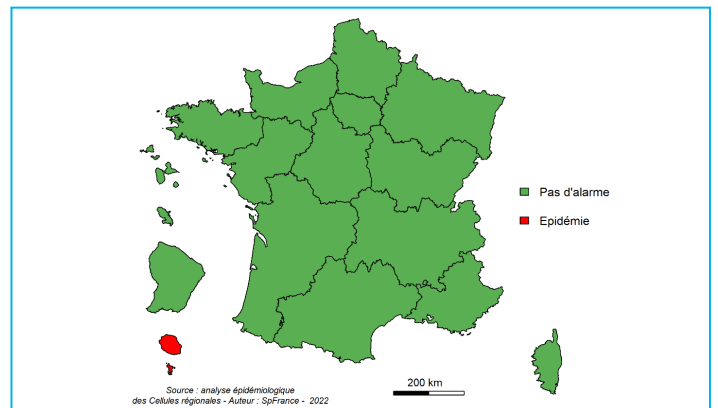 Pas d'alarme
Epidémie
200 km
Source : analyse épidémiologique
des Cellules régionales - Auteur : SpFrance - 2022